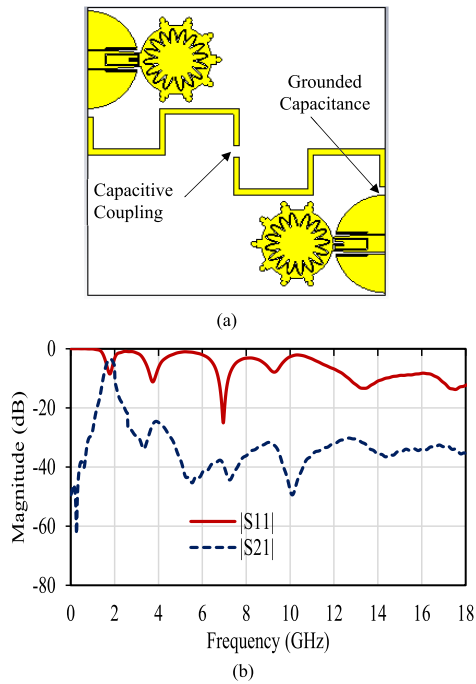 Grounded
Capacitance
Capacitive
Coupling
(a)
0
-20
-40
-60
-80
Magnitude (dB)
|S11|
|S21|
0 2 4 6 8 10 12 14 16 18
Frequency (GHz)
(b)